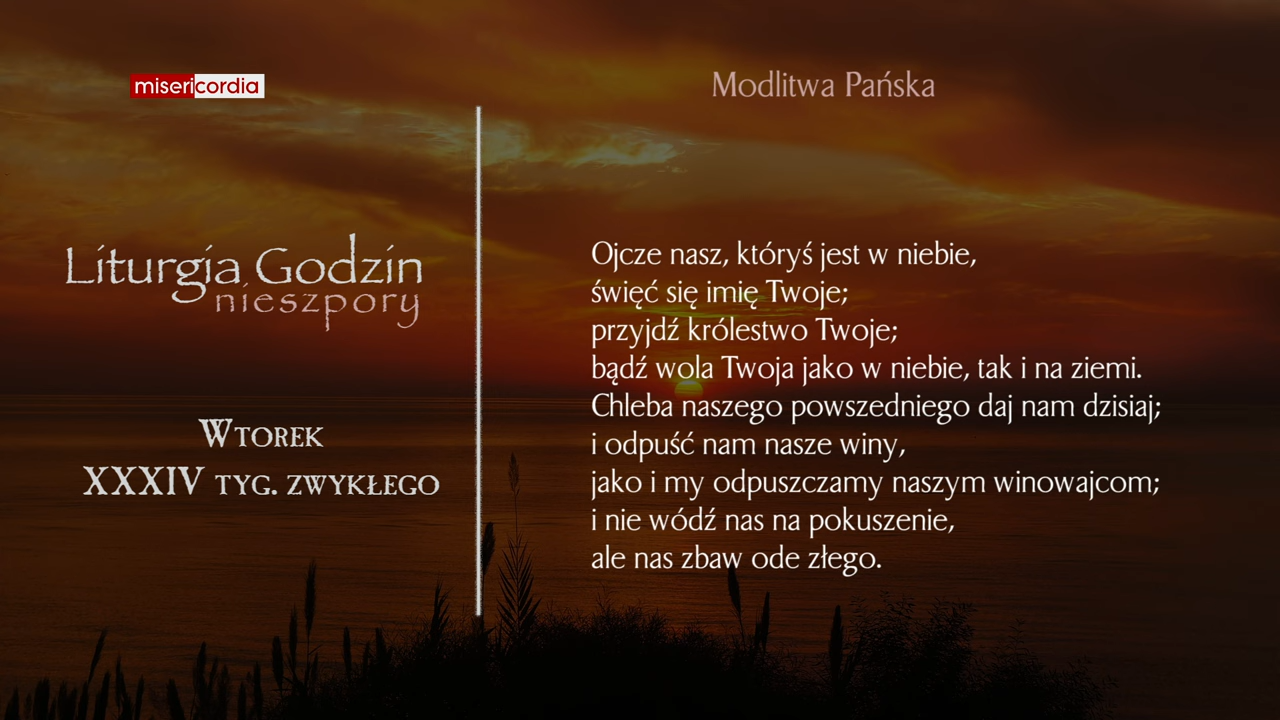 misericordia
Liturgia Godzin
nieszpory
Wtorek
XXXIV tyg. zwykłego
Modlitwa Pańska
Ojcze nasz, któryś jest w niebie,
święć się imię Twoje;
przyjdź królestwo Twoje;
bądź wola Twoja jako w niebie, tak i na ziemi.
Chleba naszego powszedniego daj nam dzisiaj;
i odpuść nam nasze winy,
jako i my odpuszczamy naszym winowajcom;
i nie wódź nas na pokuszenie,
ale nas zbaw ode złego.